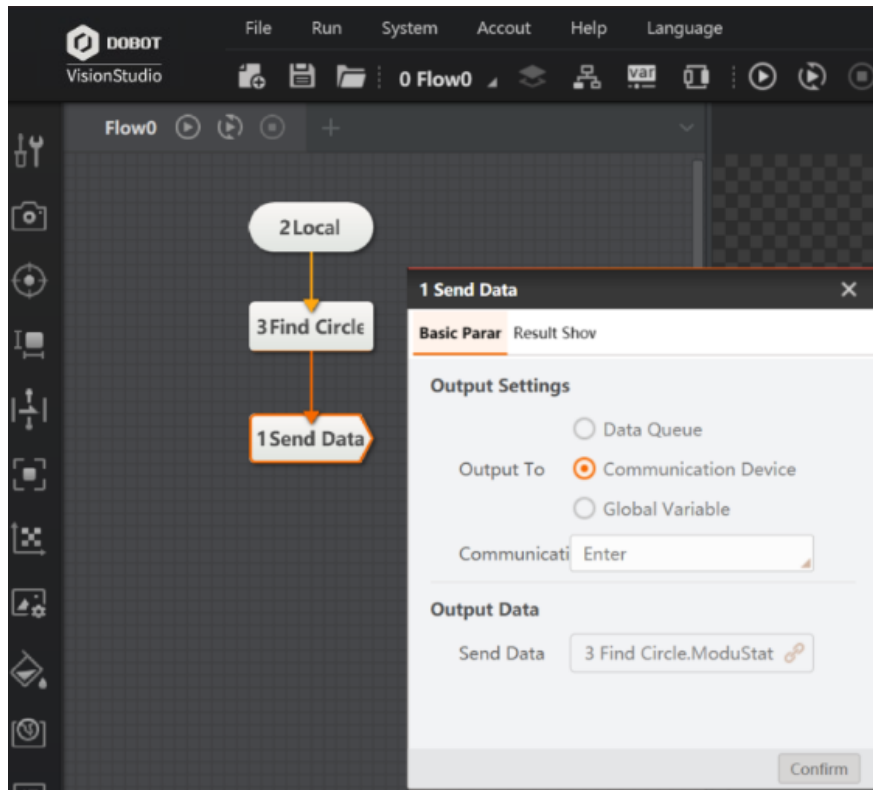 File Run System Accout Help Language
DOBOT
VisionStudio
0 Flow0
var
Flow0
2Local
3Find Circle
1Send Data
1 Send Data
Basic Parar Result Shov
Output Settings
Data Queue
Output To
Communication Device
Global Variable
Communicati Enter
Output Data
Send Data 3 Find Circle.ModuStat
Confirm